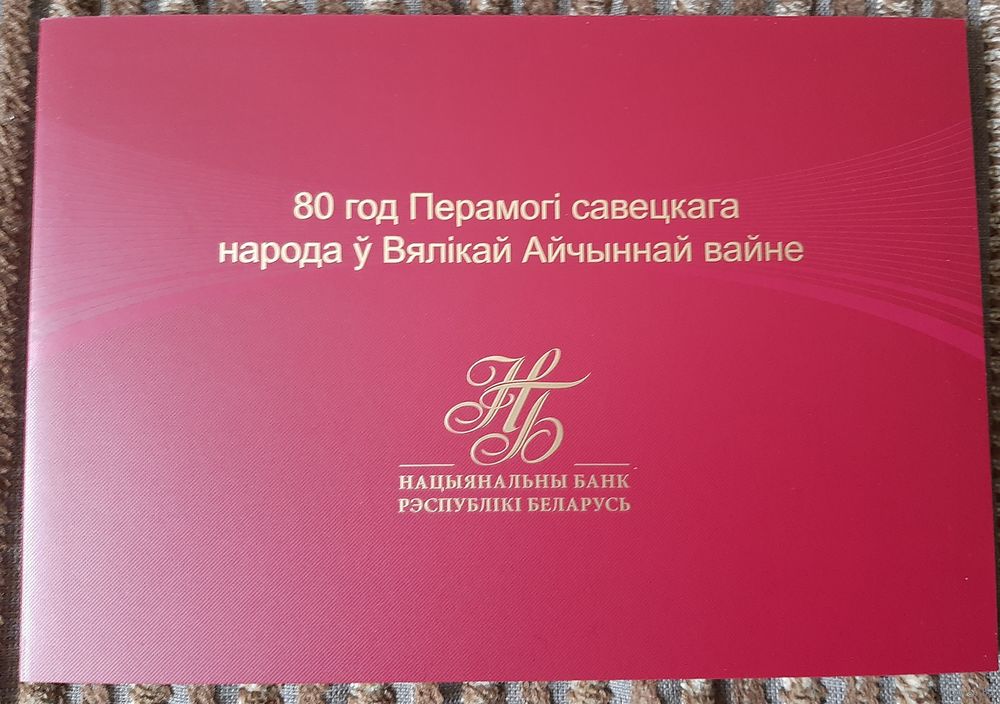 80 год Перамогі савецкага
народа ў Вялікай Айчыннай вайне
НБ
НАЦЫЯНАЛЬНЫ БАНК
РЭСПУБЛІКІ БЕЛАРУСЬ